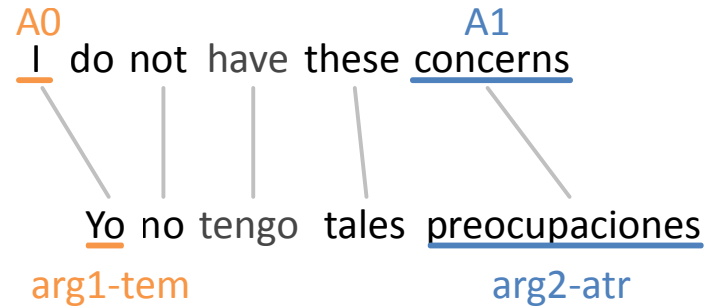 A0 A1
I do not have these concerns
Yo no tengo tales preocupaciones
arg1-tem arg2-atr